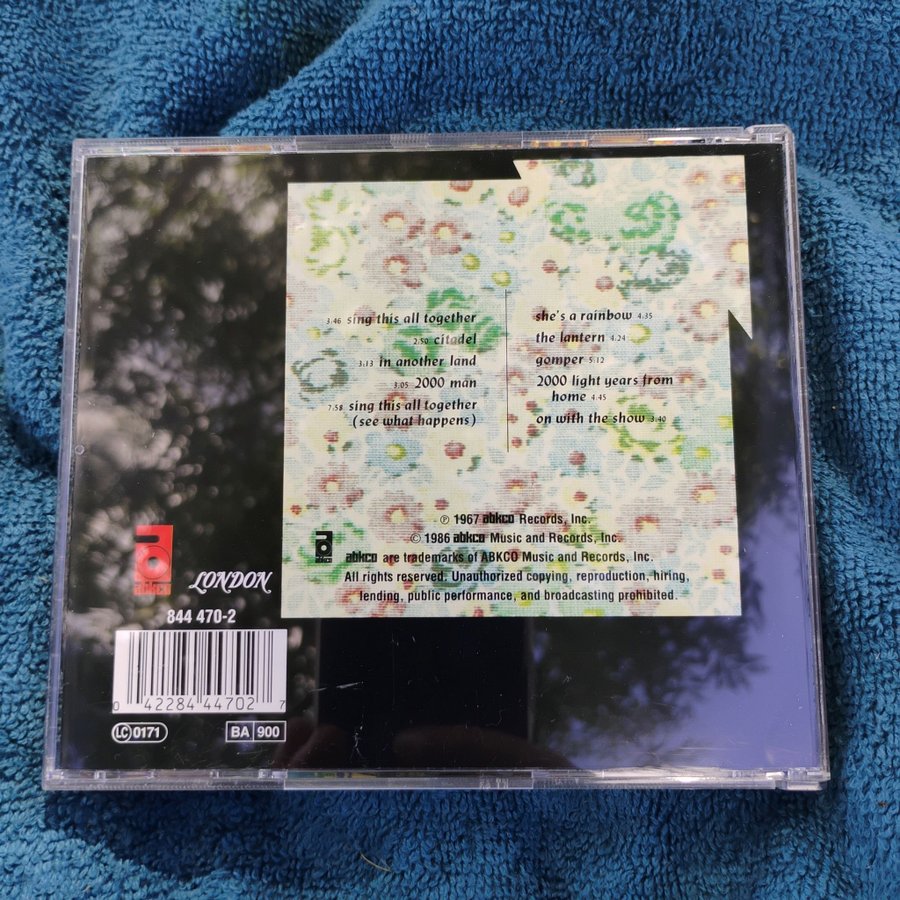 3.46 sing this all together
2.50 citadel
3.13 in another land
3.05 2000 man
7.58 sing this all together
(see what happens)
she's a rainbow 4.35
the lantern 4.24
gomper 5.12
2000 light years from
home 4.45
on with the show 3.40
℗ 1967 abkco Records, Inc.
© 1986 abkco Music and Records, Inc.
abkco are trademarks of ABKCO Music and Records, Inc.
All rights reserved. Unauthorized copying, reproduction, hiring,
lending, public performance, and broadcasting prohibited.
LONDON
844 470-2
0 42284 44702 7
LC 0171
BA 900